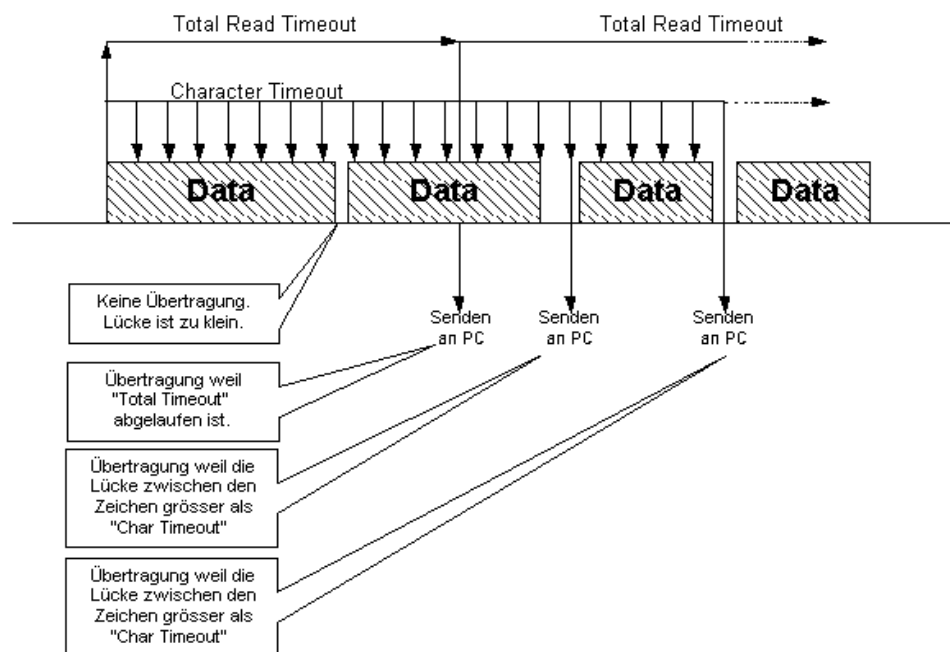 Total Read Timeout
Total Read Timeout
Character Timeout
Data
Data
Data
Data
Keine Übertragung.
Lücke ist zu klein.
Senden
an PC
Senden
an PC
Senden
an PC
Übertragung weil
"Total Timeout"
abgelaufen ist.
Übertragung weil die
Lücke zwischen den
Zeichen grösser als
"Char Timeout"
Übertragung weil die
Lücke zwischen den
Zeichen grösser als
"Char Timeout"